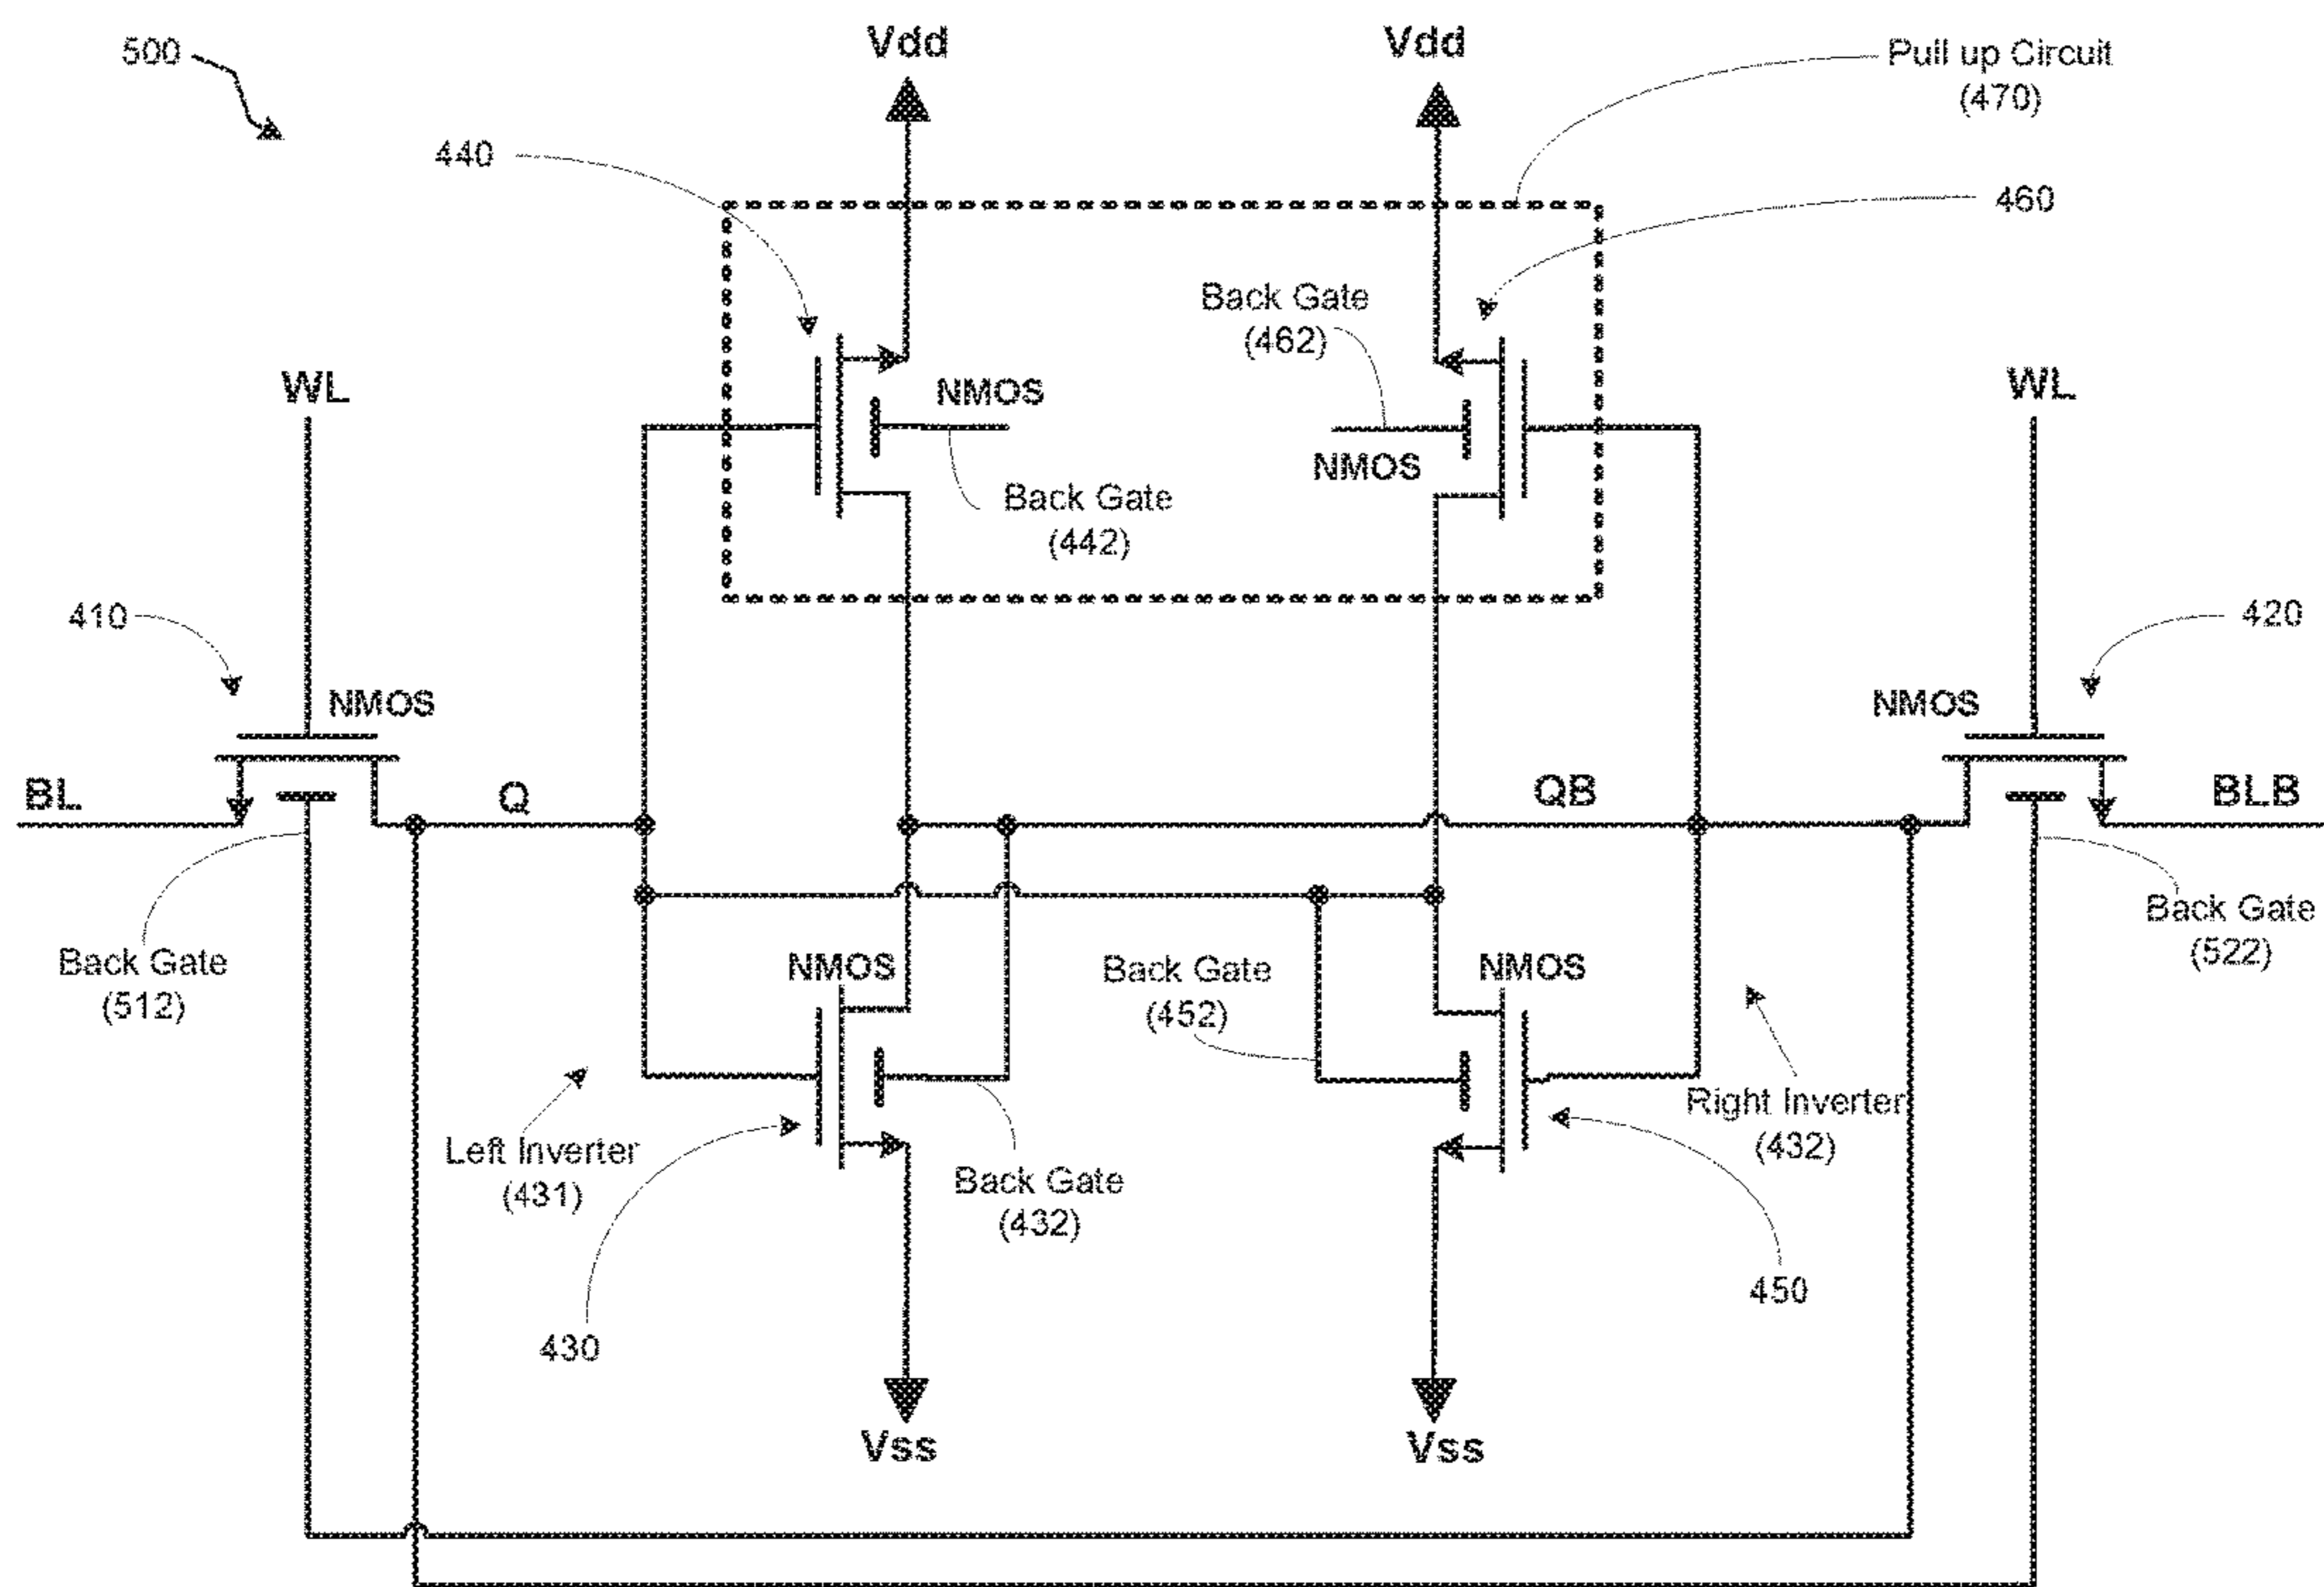 500
Vdd
Vdd
Pull up Circuit
(470)
440
460
Back Gate
(462)
WL
NMOS
WL
NMOS
Back Gate
(442)
410
420
NMOS
NMOS
BL
Q
QB
BLB
Back Gate
(512)
NMOS
Back Gate
(452)
NMOS
Back Gate
(522)
Left Inverter
(431)
Back Gate
(432)
Right Inverter
(432)
430
450
Vss
Vss